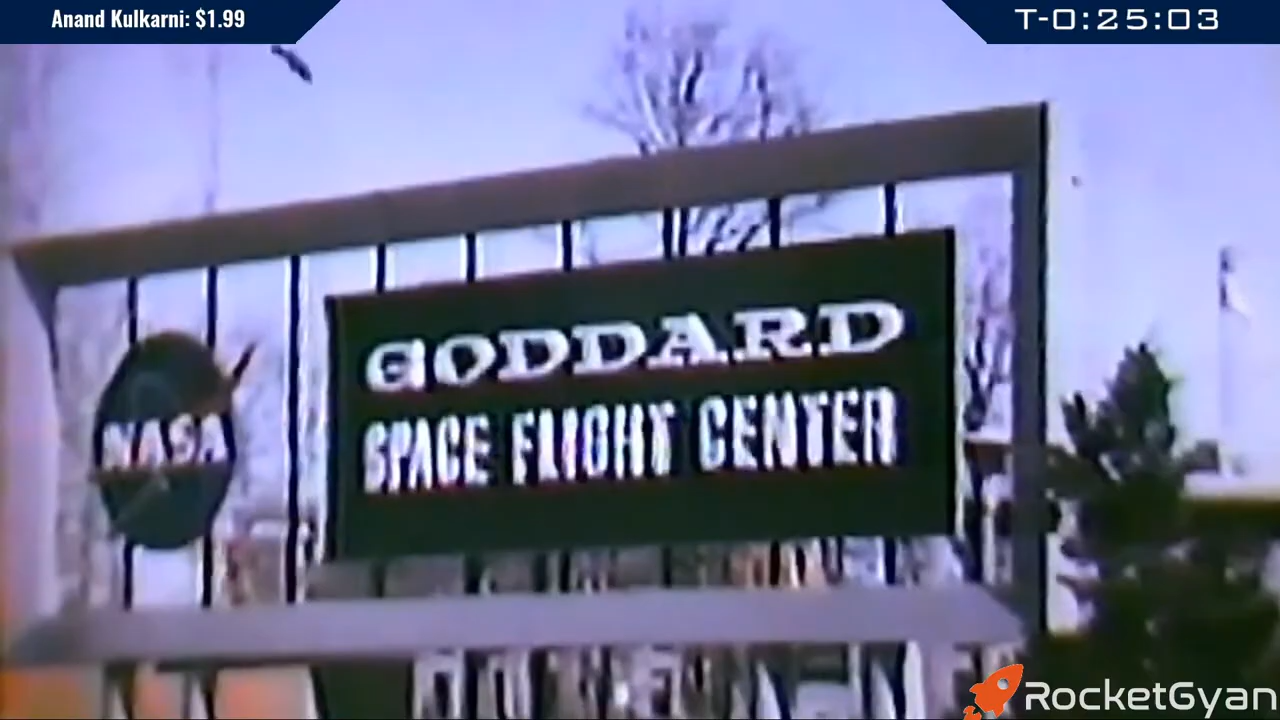 Anand Kulkarni: $1.99
T-0:25:03
GODDARD
NASA
SPACE FLIGHT CENTER
RocketGyan